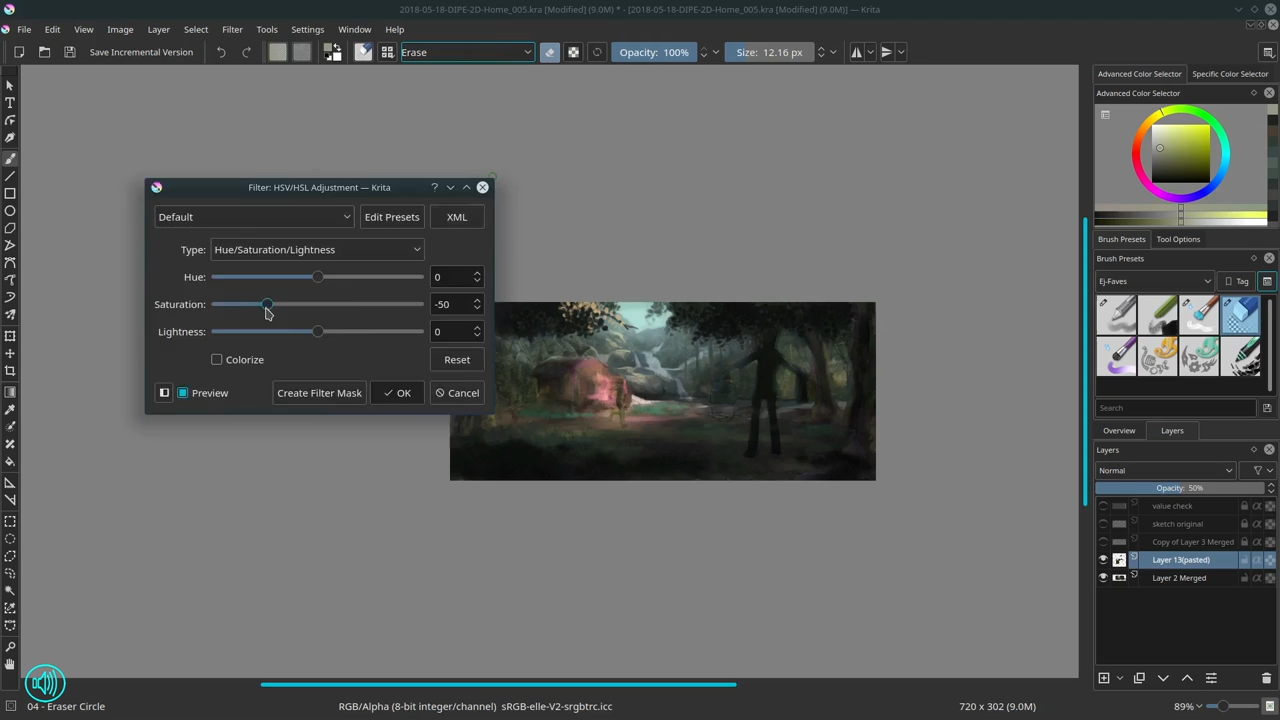 2018-05-18-DIPE-2D-Home_005.kra [Modified] (9.0M) * - [2018-05-18-DIPE-2D-Home_005.kra [Modified] (9.0M)] — Krita
File Edit View Image Layer Select Filter Tools Settings Window Help
Save Incremental Version Erase Opacity: 100% Size: 12.16 px
Advanced Color Selector Specific Color Selector
Advanced Color Selector
Filter: HSV/HSL Adjustment — Krita
Default Edit Presets XML
Type: Hue/Saturation/Lightness
Hue: 0
Saturation: -50
Lightness: 0
Colorize Reset
Preview Create Filter Mask OK Cancel
Brush Presets Tool Options
Brush Presets
Ej-Faves Tag
Search
Overview Layers
Layers
Normal
Opacity: 50%
value check
sketch original
Copy of Layer 3 Merged
Layer 13(pasted)
Layer 2 Merged
04 - Eraser Circle RGB/Alpha (8-bit integer/channel) sRGB-elle-V2-srgbtrc.icc 720 x 302 (9.0M) 89%